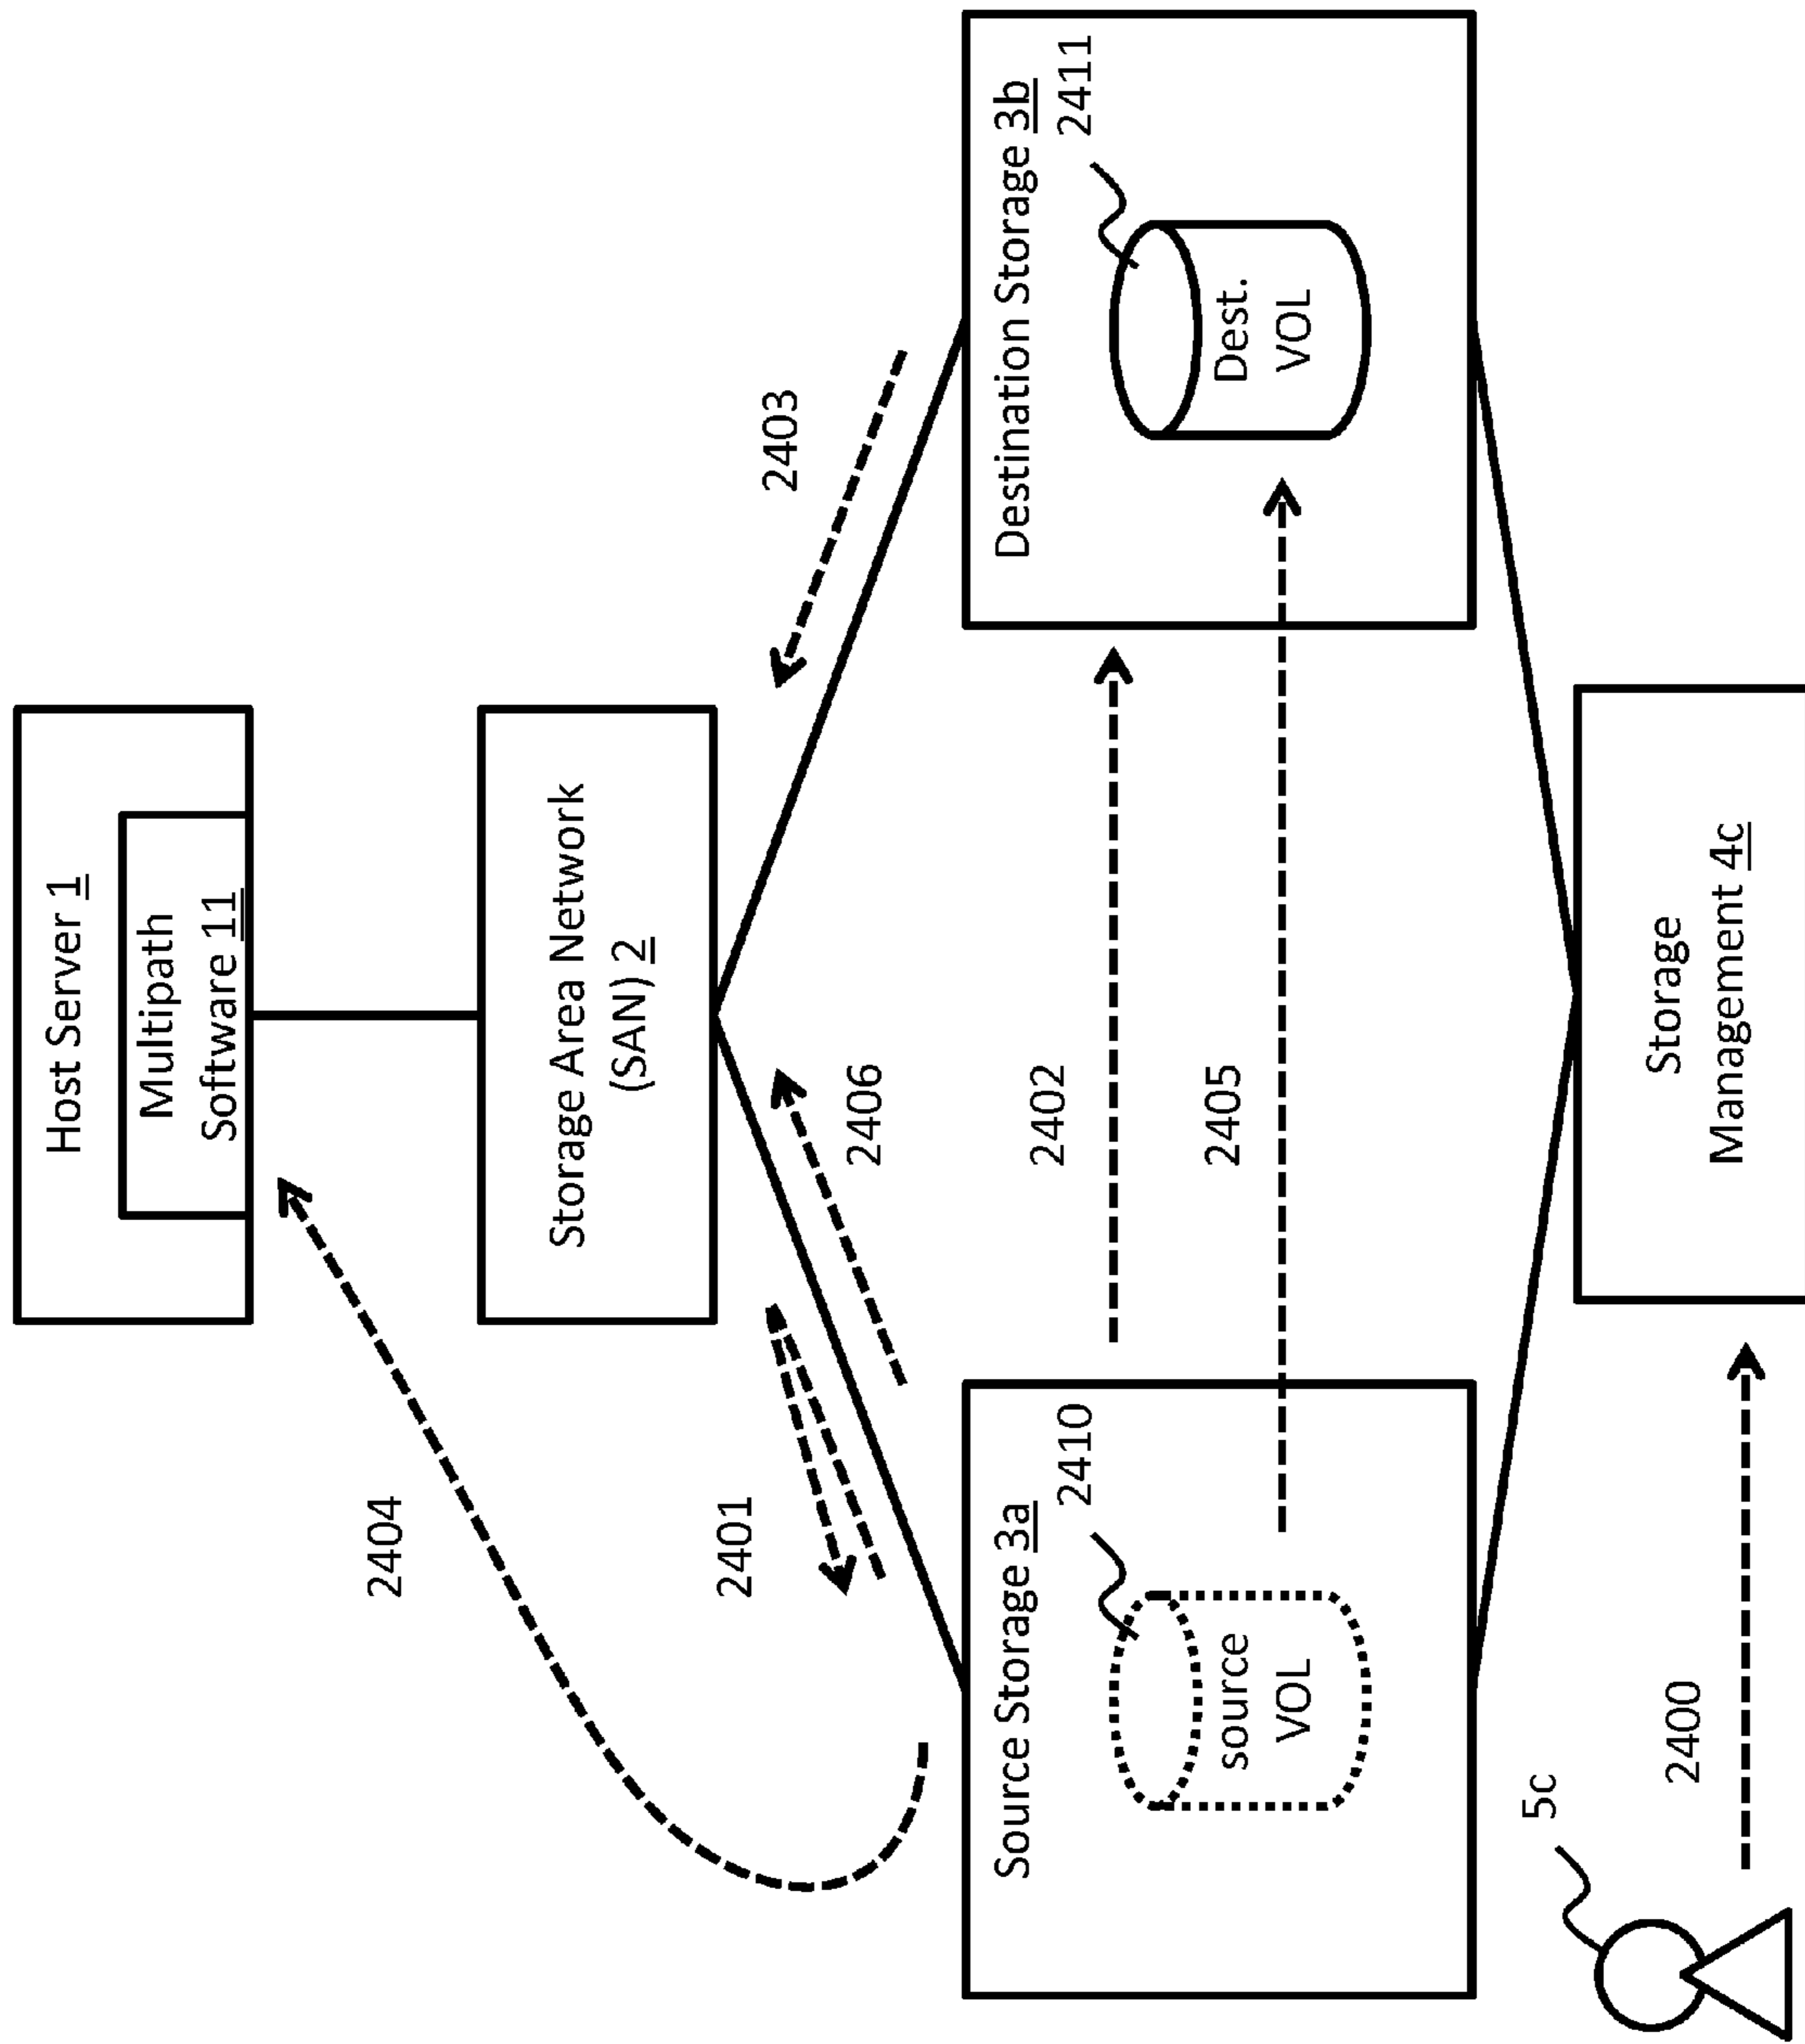 Host Server 1
Multipath
Software 11
2404
Storage Area Network
(SAN) 2
2401
2406
2403
Source Storage 3a
2410
source
VOL
2402
2405
Destination Storage 3b
2411
Dest.
VOL
5c
2400
Storage
Management 4c